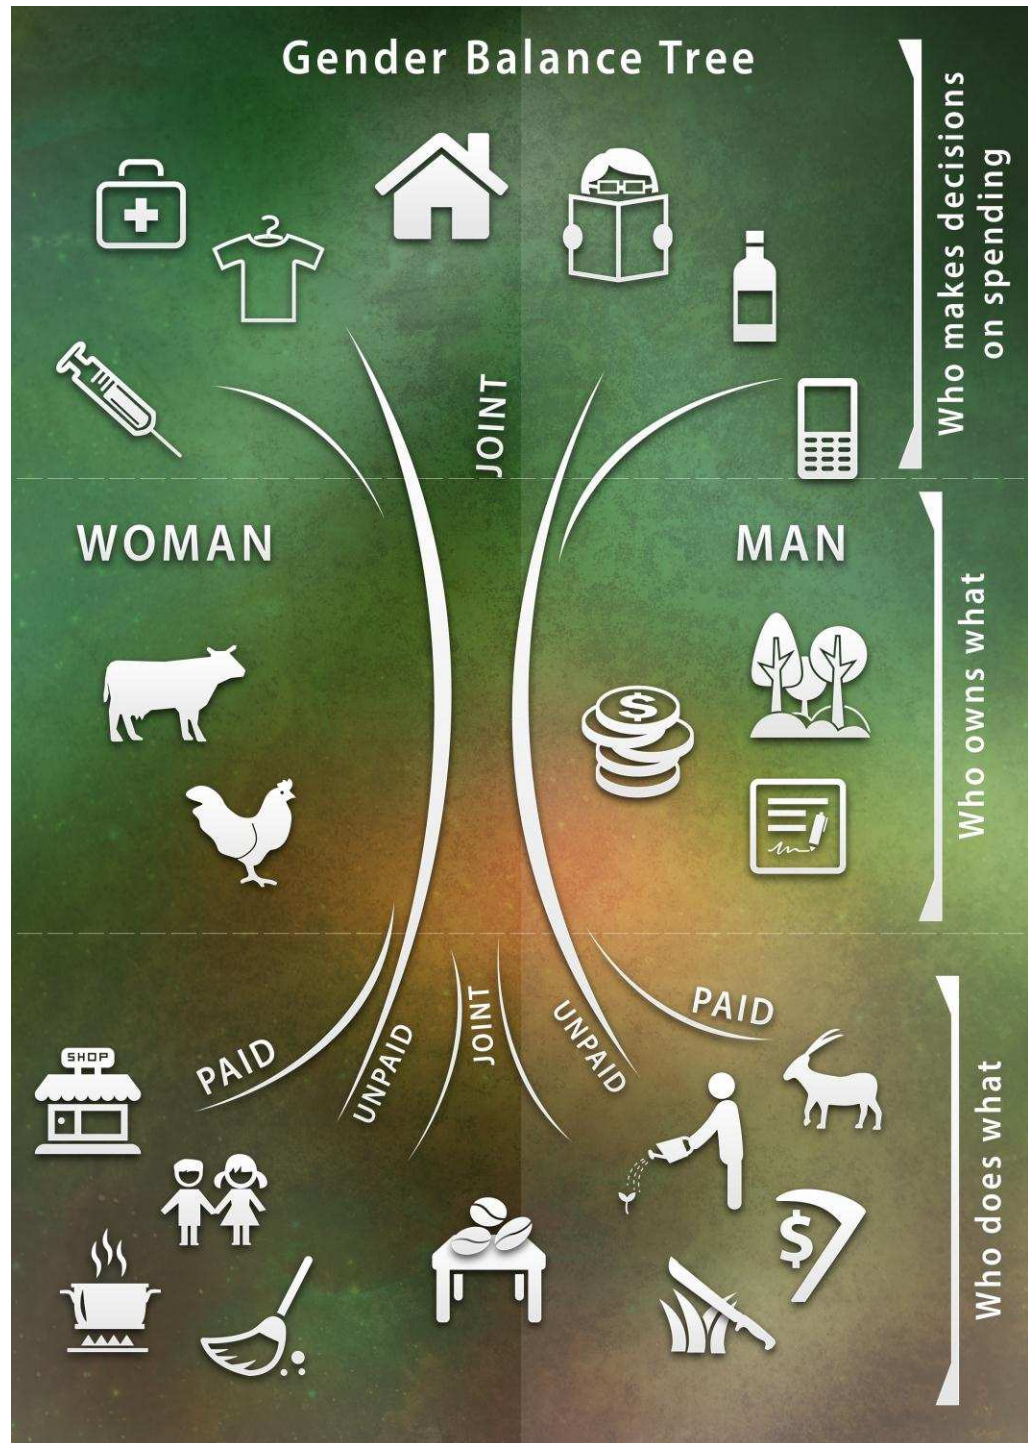 Gender Balance Tree
Who makes decisions
on spending
JOINT
WOMAN
MAN
Who owns what
$
PAID
UNPAID
JOINT
UNPAID
PAID
Who does what
SHOP
$